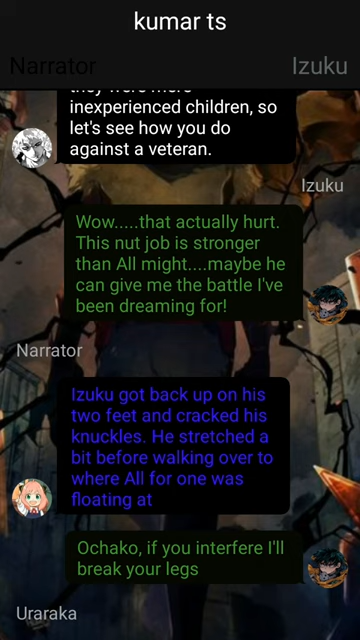 kumar ts
Narrator
Izuku
they were mere
inexperienced children, so
let's see how you do
against a veteran.
Izuku
Wow.....that actually hurt.
This nut job is stronger
than All might....maybe he
can give me the battle I've
been dreaming for!
Narrator
Izuku got back up on his
two feet and cracked his
knuckles. He stretched a
bit before walking over to
where All for one was
floating at
Ochako, if you interfere I'll
break your legs
Uraraka